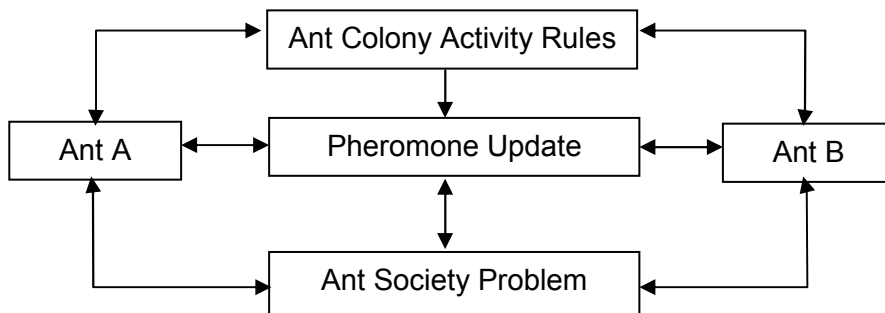 Ant Colony Activity Rules
Ant A
Pheromone Update
Ant B
Ant Society Problem